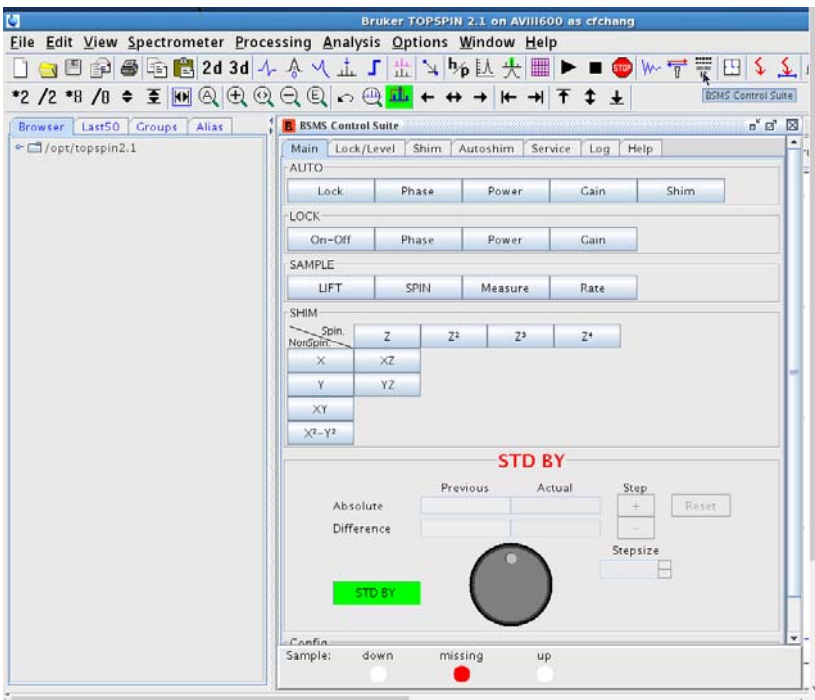 Bruker TOPSPIN 2.1 on AVIII600 as cfchang
File Edit View Spectrometer Processing Analysis Options Window Help
2d 3d h/p STOP
*2 /2 *8 /8 BSMS Control Suite
Browser Last50 Groups Alias
/opt/topspin2.1
B BSMS Control Suite
Main Lock/Level Shim Autoshim Service Log Help
AUTO
Lock Phase Power Gain Shim
LOCK
On-Off Phase Power Gain
SAMPLE
LIFT SPIN Measure Rate
SHIM
Spin.
NonSpin. Z Z² Z³ Z⁴
X XZ
Y YZ
XY
X²-Y²
STD BY
Previous Actual Step
Absolute + Reset
Difference -
Stepsize
STD BY
Config
Sample: down missing up